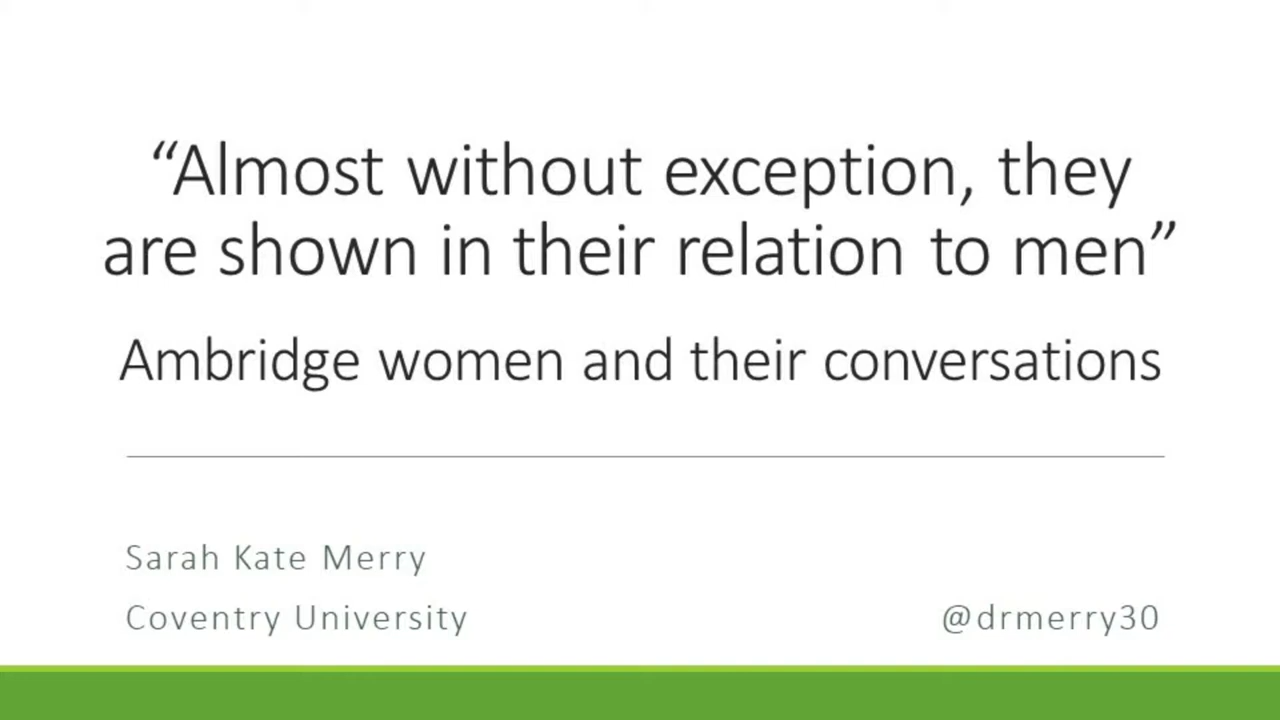 “Almost without exception, they
are shown in their relation to men”
Ambridge women and their conversations
Sarah Kate Merry
Coventry University
@drmerry30